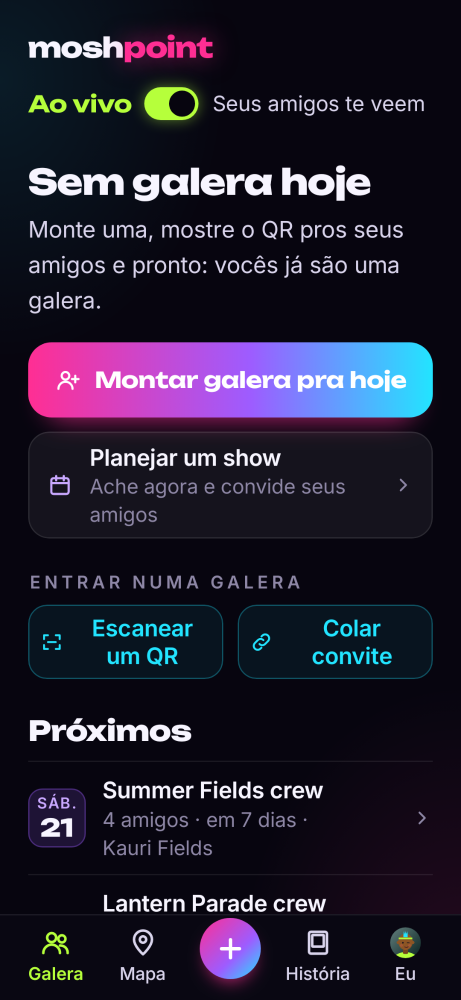 moshpoint
Ao vivo
Seus amigos te veem
Sem galera hoje
Monte uma, mostre o QR pros seus
amigos e pronto: vocês já são uma
galera.
Montar galera pra hoje
Planejar um show
Ache agora e convide seus
amigos
ENTRAR NUMA GALERA
Escanear
um QR
Colar
convite
Próximos
SÁB.
21
Summer Fields crew
4 amigos · em 7 dias ·
Kauri Fields
Lantern Parade crew
Galera
Mapa
História
Eu